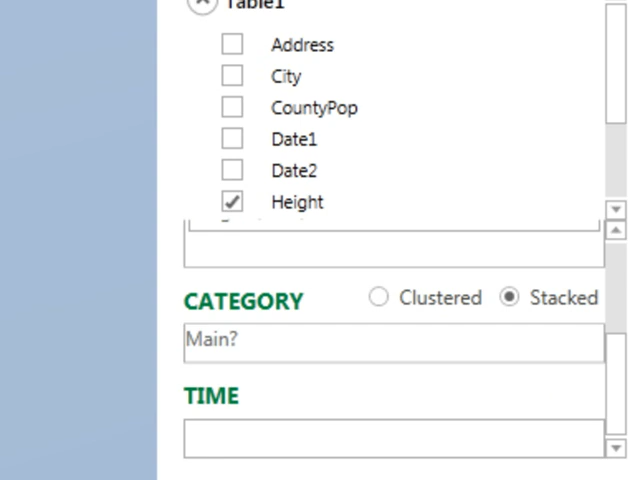 Table1
Address
City
CountyPop
Date1
Date2
Height
CATEGORY Clustered Stacked
Main?
TIME